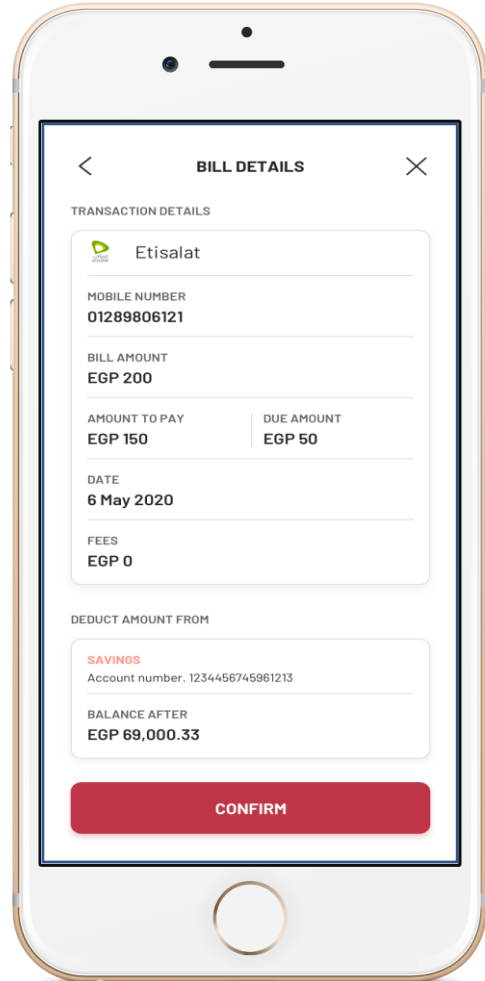 BILL DETAILS
TRANSACTION DETAILS
Etisalat
MOBILE NUMBER
01289806121
BILL AMOUNT
EGP 200
AMOUNT TO PAY DUE AMOUNT
EGP 150 EGP 50
DATE
6 May 2020
FEES
EGP 0
DEDUCT AMOUNT FROM
SAVINGS
Account number. 1234456745961213
BALANCE AFTER
EGP 69,000.33
CONFIRM